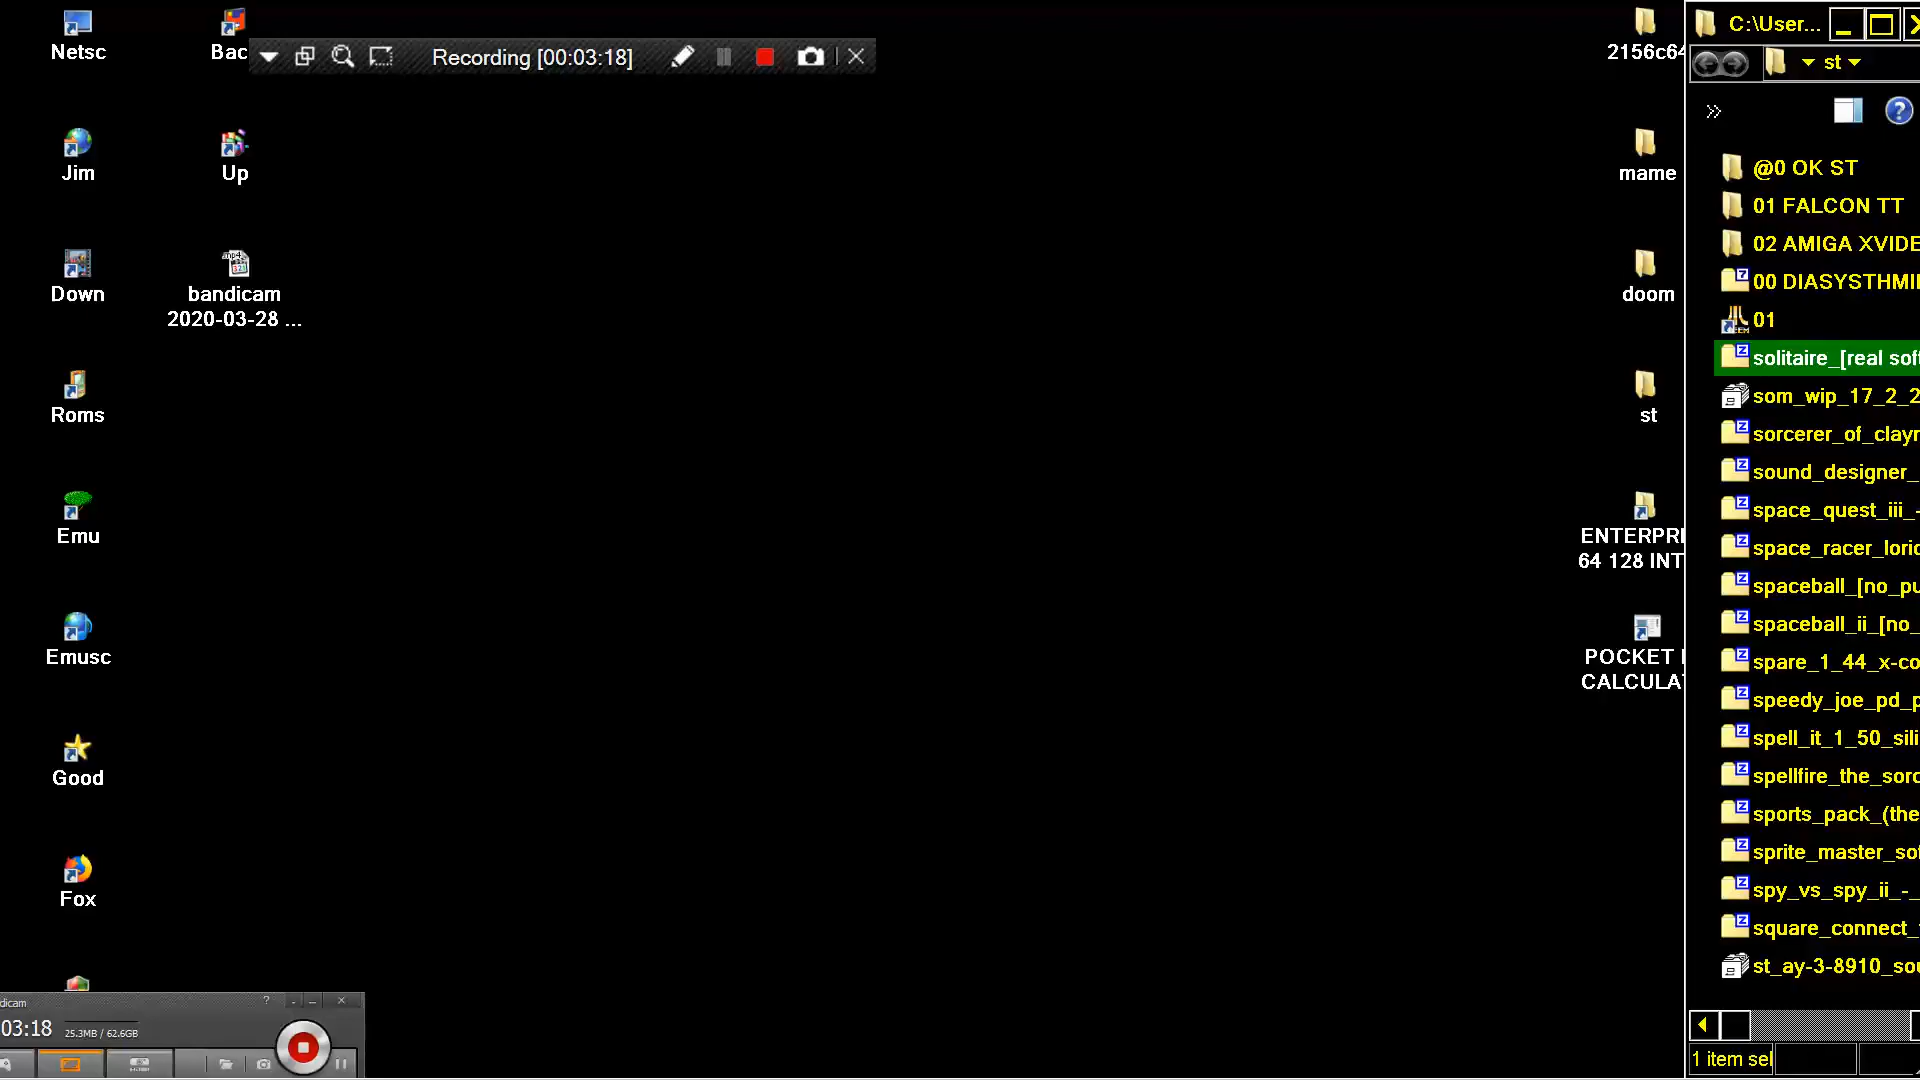 Netsc
Bac
Recording [00:03:18]
2156c64
Jim
Up
mame
Down
bandicam
2020-03-28 ...
doom
Roms
st
Emu
ENTERPRI
64 128 INT
Emusc
POCKET
CALCULA
Good
Fox
C:\User...
st
@0 OK ST
01 FALCON TT
02 AMIGA XVIDE
00 DIASYSTHMI
01
solitaire_[real sof
som_wip_17_2_2
sorcerer_of_clay
sound_designer_
space_quest_iii_-
space_racer_loric
spaceball_[no_pu
spaceball_ii_[no_
spare_1_44_x-co
speedy_joe_pd_p
spell_it_1_50_sili
spellfire_the_sorc
sports_pack_(the
sprite_master_sof
spy_vs_spy_ii_-_
square_connect_
st_ay-3-8910_sou
1 item sel
dicam
03:18
25.3MB / 62.6GB